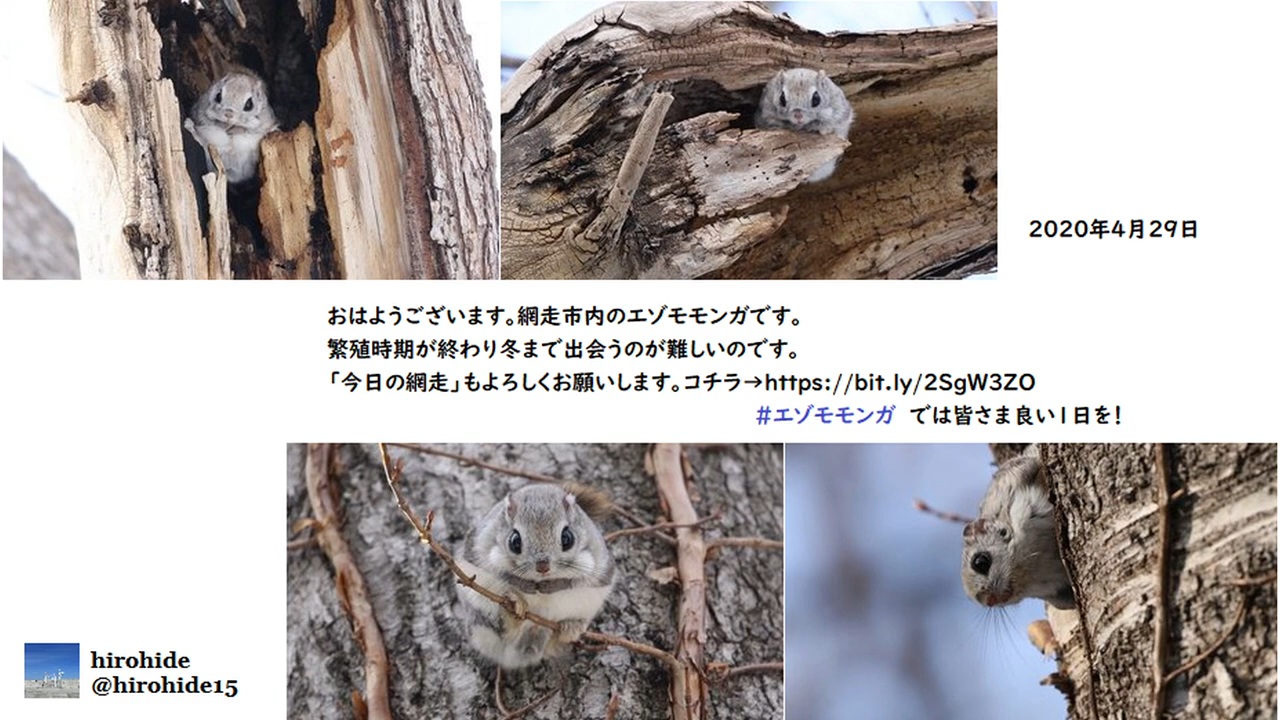 2020年4月29日
おはようございます。網走市内のエゾモモンガです。
繁殖時期が終わり冬まで出会うのが難しいのです。
「今日の網走」もよろしくお願いします。コチラ→https://bit.ly/2SgW3ZO
#エゾモモンガ では皆さま良い1日を!
hirohide
@hirohide15